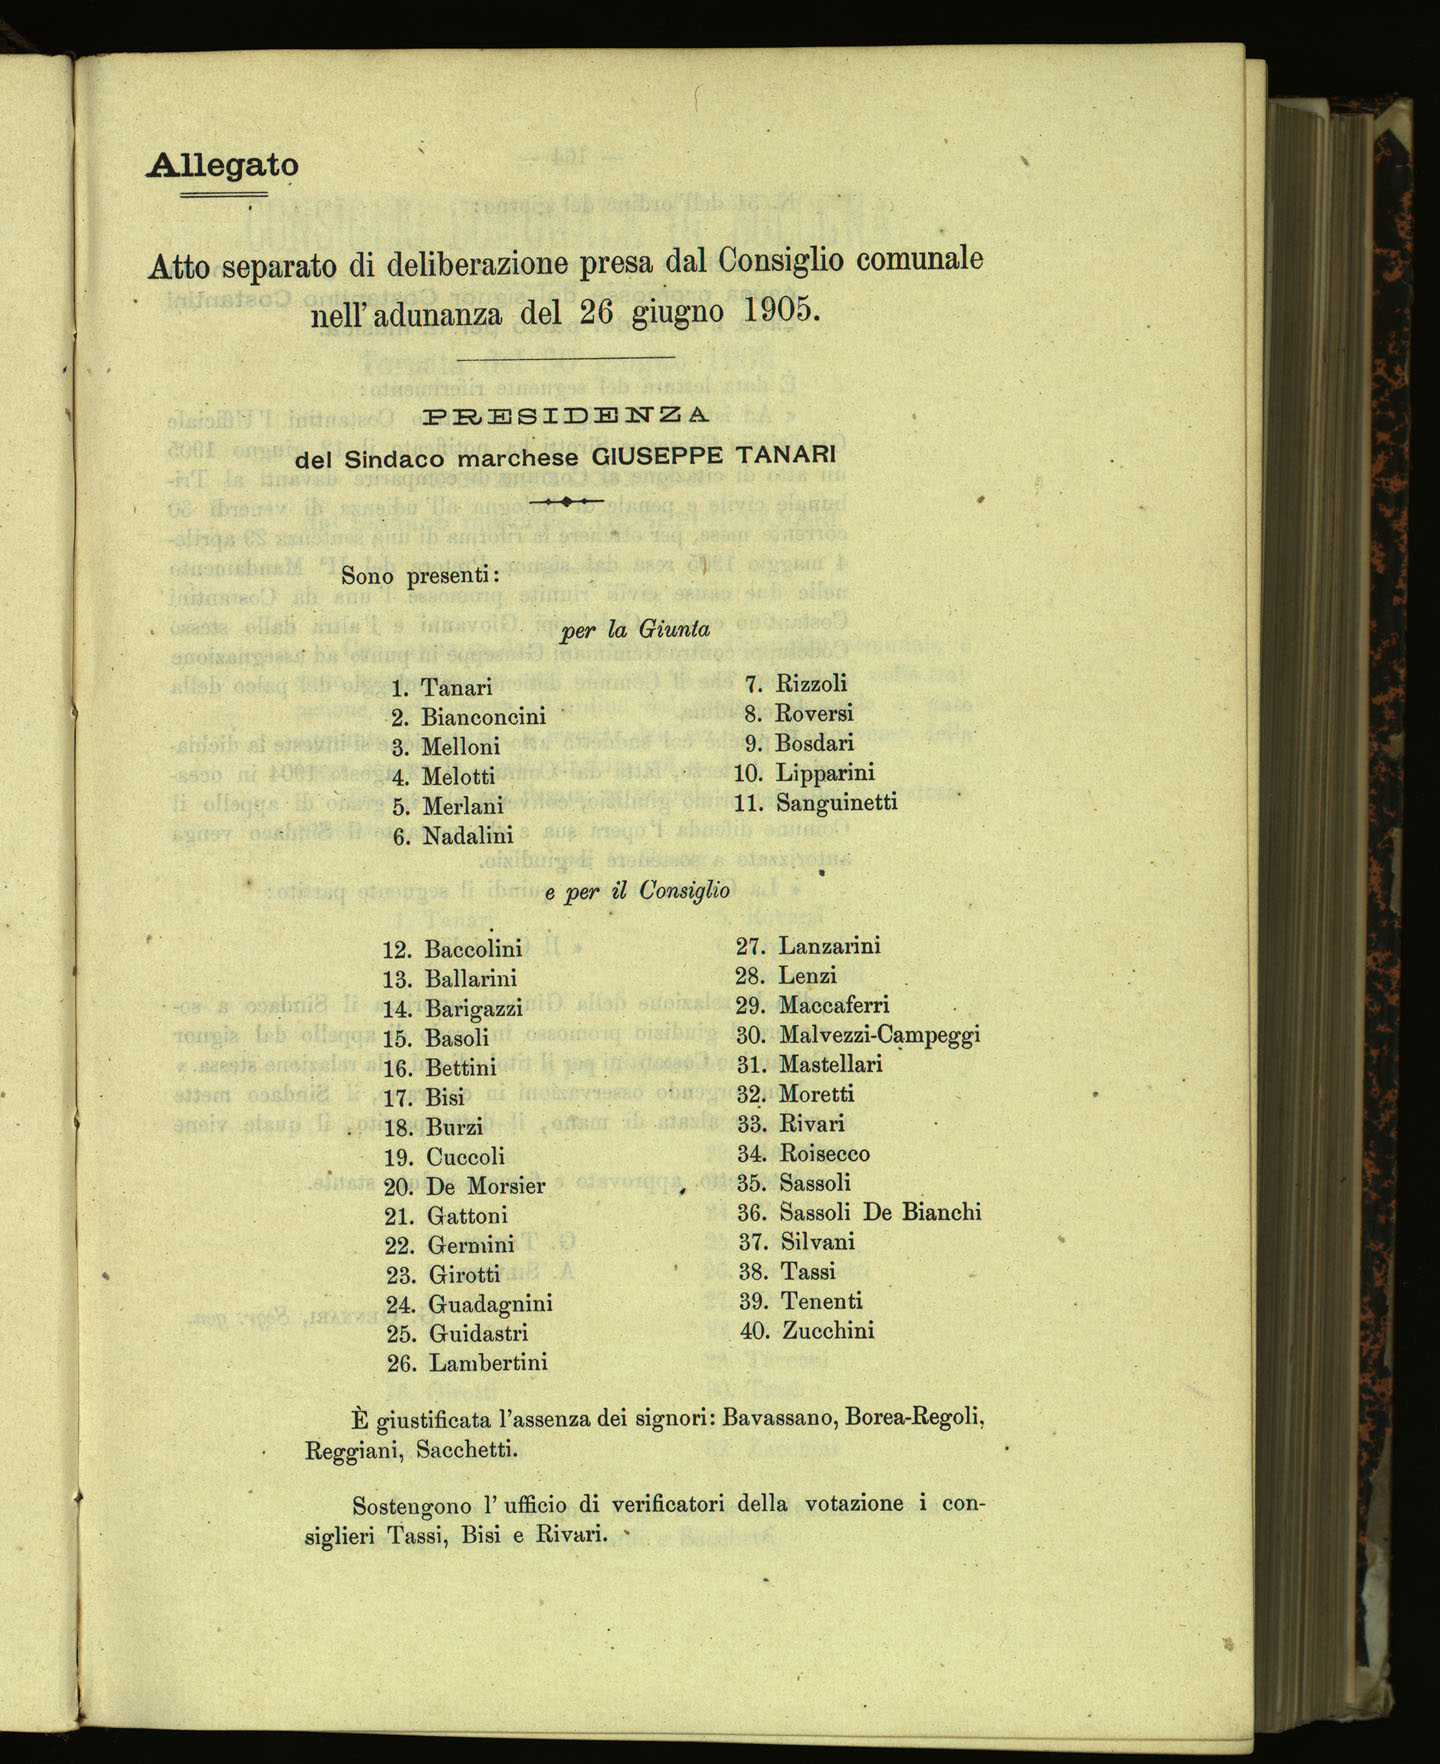 Allegato
Atto separato di deliberazione presa dal Consiglio comunale
nell' adunanza del 26 giugno 1905.
PRESIDENZA
del Sindaco marchese GIUSEPPE TANARI
Sono presenti:
per la Giunta
1. Tanari
2. Bianconcini
3. Melloni
4. Melotti
5. Merlani
6. Nadalini
7. Rizzoli
8. Roversi
9. Bosdari
10. Lipparini
11. Sanguinetti
e per il Consiglio
12. Baccolini
13. Ballarini
14. Barigazzi
15. Basoli
16. Bettini
17. Bisi
18. Burzi
19. Cuccoli
20. De Morsier
21. Gattoni
22. Germini
23. Girotti
24. Guadagnini
25. Guidastri
26. Lambertini
27. Lanzarini
28. Lenzi
29. Maccaferri
30. Malvezzi-Campeggi
31. Mastellari
32. Moretti
33. Rivari
34. Roisecco
35. Sassoli
36. Sassoli De Bianchi
37. Silvani
38. Tassi
39. Tenenti
40. Zucchini
È giustificata l'assenza dei signori: Bavassano, Borea-Regoli,
Reggiani, Sacchetti.
Sostengono l' ufficio di verificatori della votazione i con-
siglieri Tassi, Bisi e Rivari.